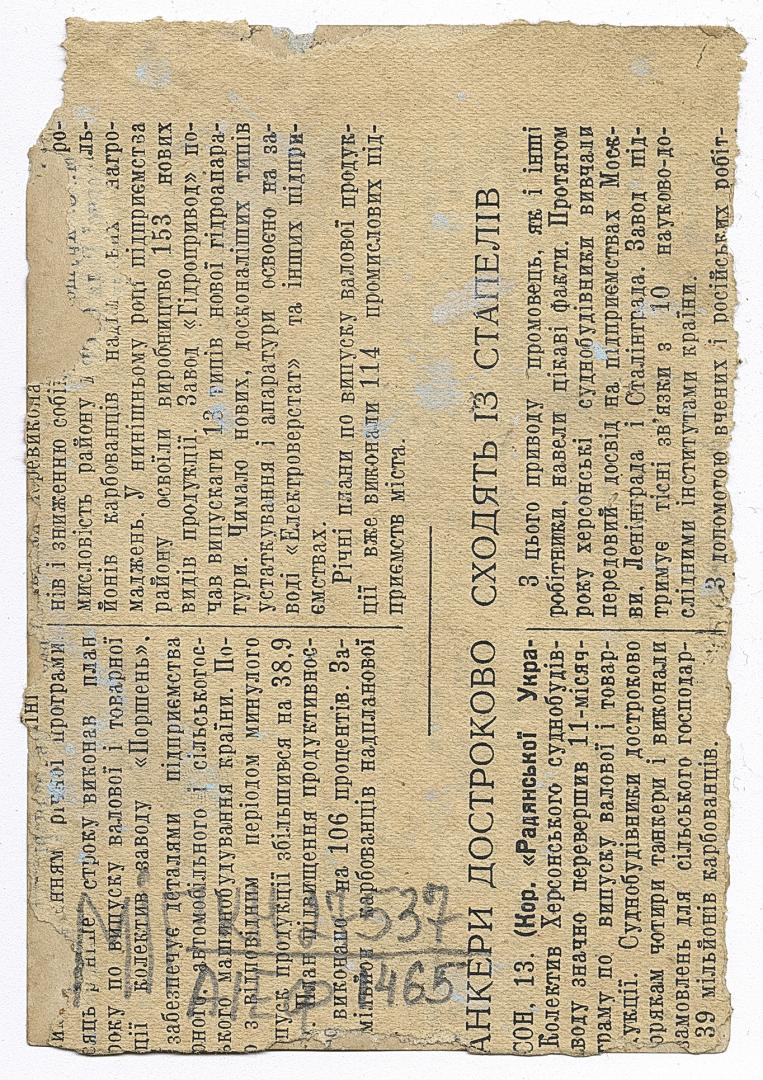 нням річної програми
сяць раніше строку виконав план
року по випуску валової і товарної
ції колектив заводу «Поршень»,
забезпечує деталями підприємства
рного автомобільного і сільськогос-
ького машинобудування країни. По-
о з відповідним періодом минулого
пуск продукції збільшився на 38,9
. План підвищення продуктивнос-
виконано на 106 процентів. За-
мільйон карбованців надпланової
нів і зниженню собі
мисловість району
йонів карбованців нагро-
маджень. У нинішньому році підприємства
району освоїли виробництво 153 нових
видів продукції. Завод «Гідропривод» по-
чав випускати 13 типів нової гідроапара-
тури. Чимало нових, досконаліших типів
устаткування і апаратури освоєно на за-
воді «Електроверстат» та інших підпри-
ємствах.
Річні плани по випуску валової продук-
ції вже виконали 114 промислових під-
приємств міста.
АНКЕРИ ДОСТРОКОВО СХОДЯТЬ ІЗ СТАПЕЛІВ
СОН, 13. (Кор. «Радянської Укра-
Колектив Херсонського суднобудів-
воду значно перевершив 11-місяч-
раму по випуску валової і товар-
укції. Суднобудівники достроково
орякам чотири танкери і виконали
замовлень для сільського господар-
39 мільйонів карбованців.
З цього приводу промовець, як і інші
робітники, навели цікаві факти. Протягом
року херсонські суднобудівники вивчали
передовий досвід на підприємствах Моск-
ви, Ленінграда і Сталінграда. Завод під-
тримує тісні зв'язки з 10 науково-до-
слідними інститутами країни.
З допомогою вчених і російських робіт-
17537
465